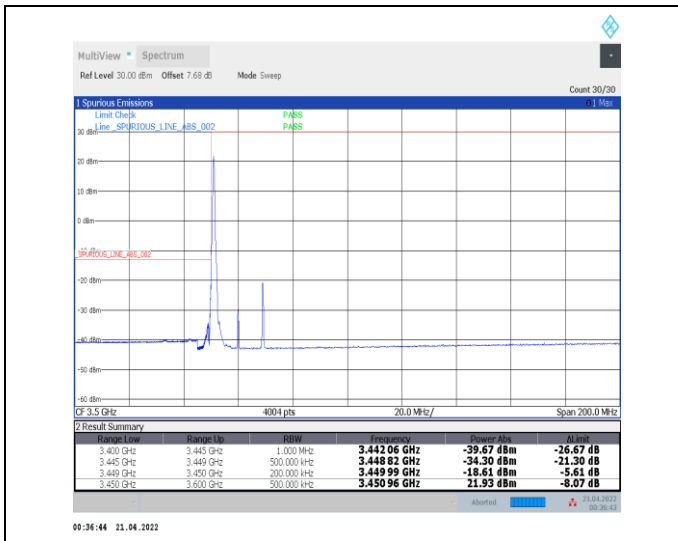 MultiView * Spectrum
Ref Level 30.00 dBm Offset 7.68 dB Mode Sweep
Count 30/30
1 Spurious Emissions 1 Max
Limit Check PASS
Line _SPURIOUS_LINE_ABS_002 PASS
30 dBm
20 dBm
10 dBm
0 dBm
_SPURIOUS_LINE_ABS_002
-20 dBm
-30 dBm
-40 dBm
-50 dBm
-60 dBm
CF 3.5 GHz 4004 pts 20.0 MHz/ Span 200.0 MHz
2 Result Summary
Range Low Range Up RBW Frequency Power Abs ΔLimit
3.400 GHz 3.445 GHz 1.000 MHz 3.442 06 GHz -39.67 dBm -26.67 dB
3.445 GHz 3.449 GHz 500.000 kHz 3.448 82 GHz -34.30 dBm -21.30 dB
3.449 GHz 3.450 GHz 200.000 kHz 3.449 99 GHz -18.61 dBm -5.61 dB
3.450 GHz 3.600 GHz 500.000 kHz 3.450 96 GHz 21.93 dBm -8.07 dB
Aborted 21.04.2022
00:36:43
00:36:44 21.04.2022